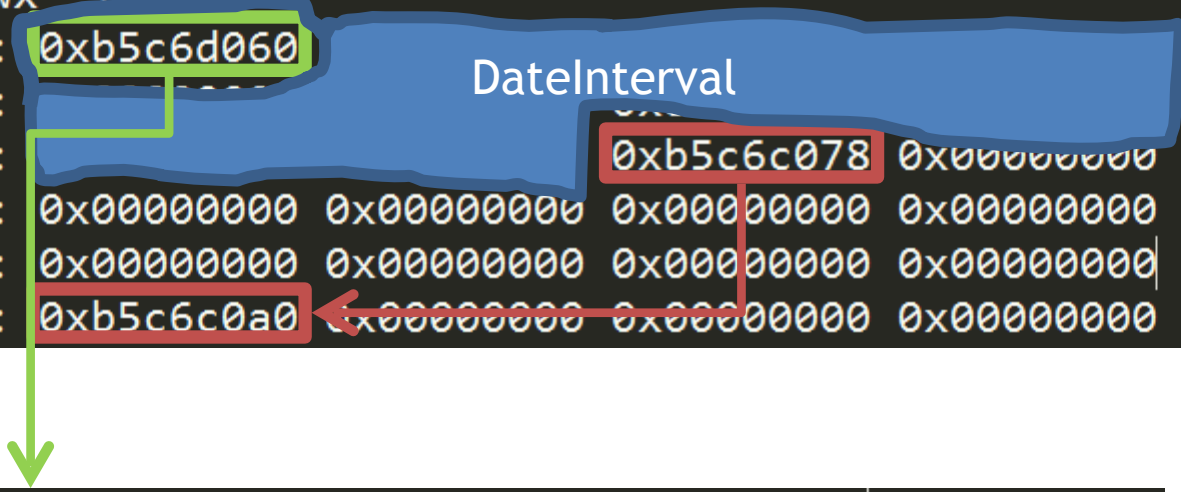 : 0xb5c6d060
DateInterval
:
: 0xb5c6c078 0x00000000
: 0x00000000 0x00000000 0x00000000 0x00000000
: 0x00000000 0x00000000 0x00000000 0x00000000
: 0xb5c6c0a0 0x00000000 0x00000000 0x00000000